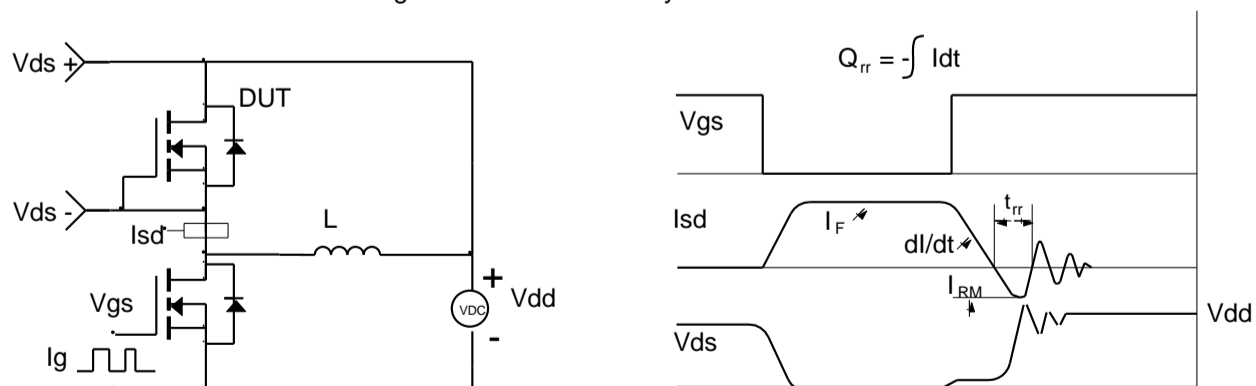 Vds +
DUT
Vds -
Isd
L
Vgs
Ig
+
VDC
Vdd
-
Qrr = -∫ Idt
Vgs
Isd
IF
dI/dt
trr
IRM
Vdd
Vds